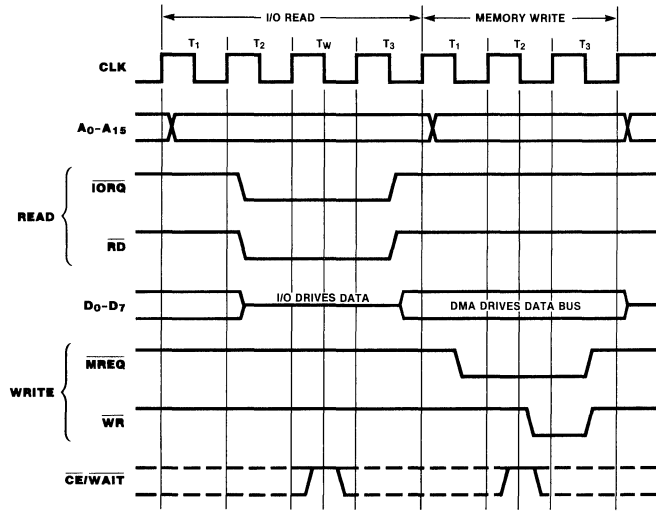 I/O READ
MEMORY WRITE
T1 T2 TW T3 T1 T2 T3
CLK
A0–A15
READ
IORQ
RD
D0–D7
I/O DRIVES DATA
DMA DRIVES DATA BUS
WRITE
MREQ
WR
CE/WAIT